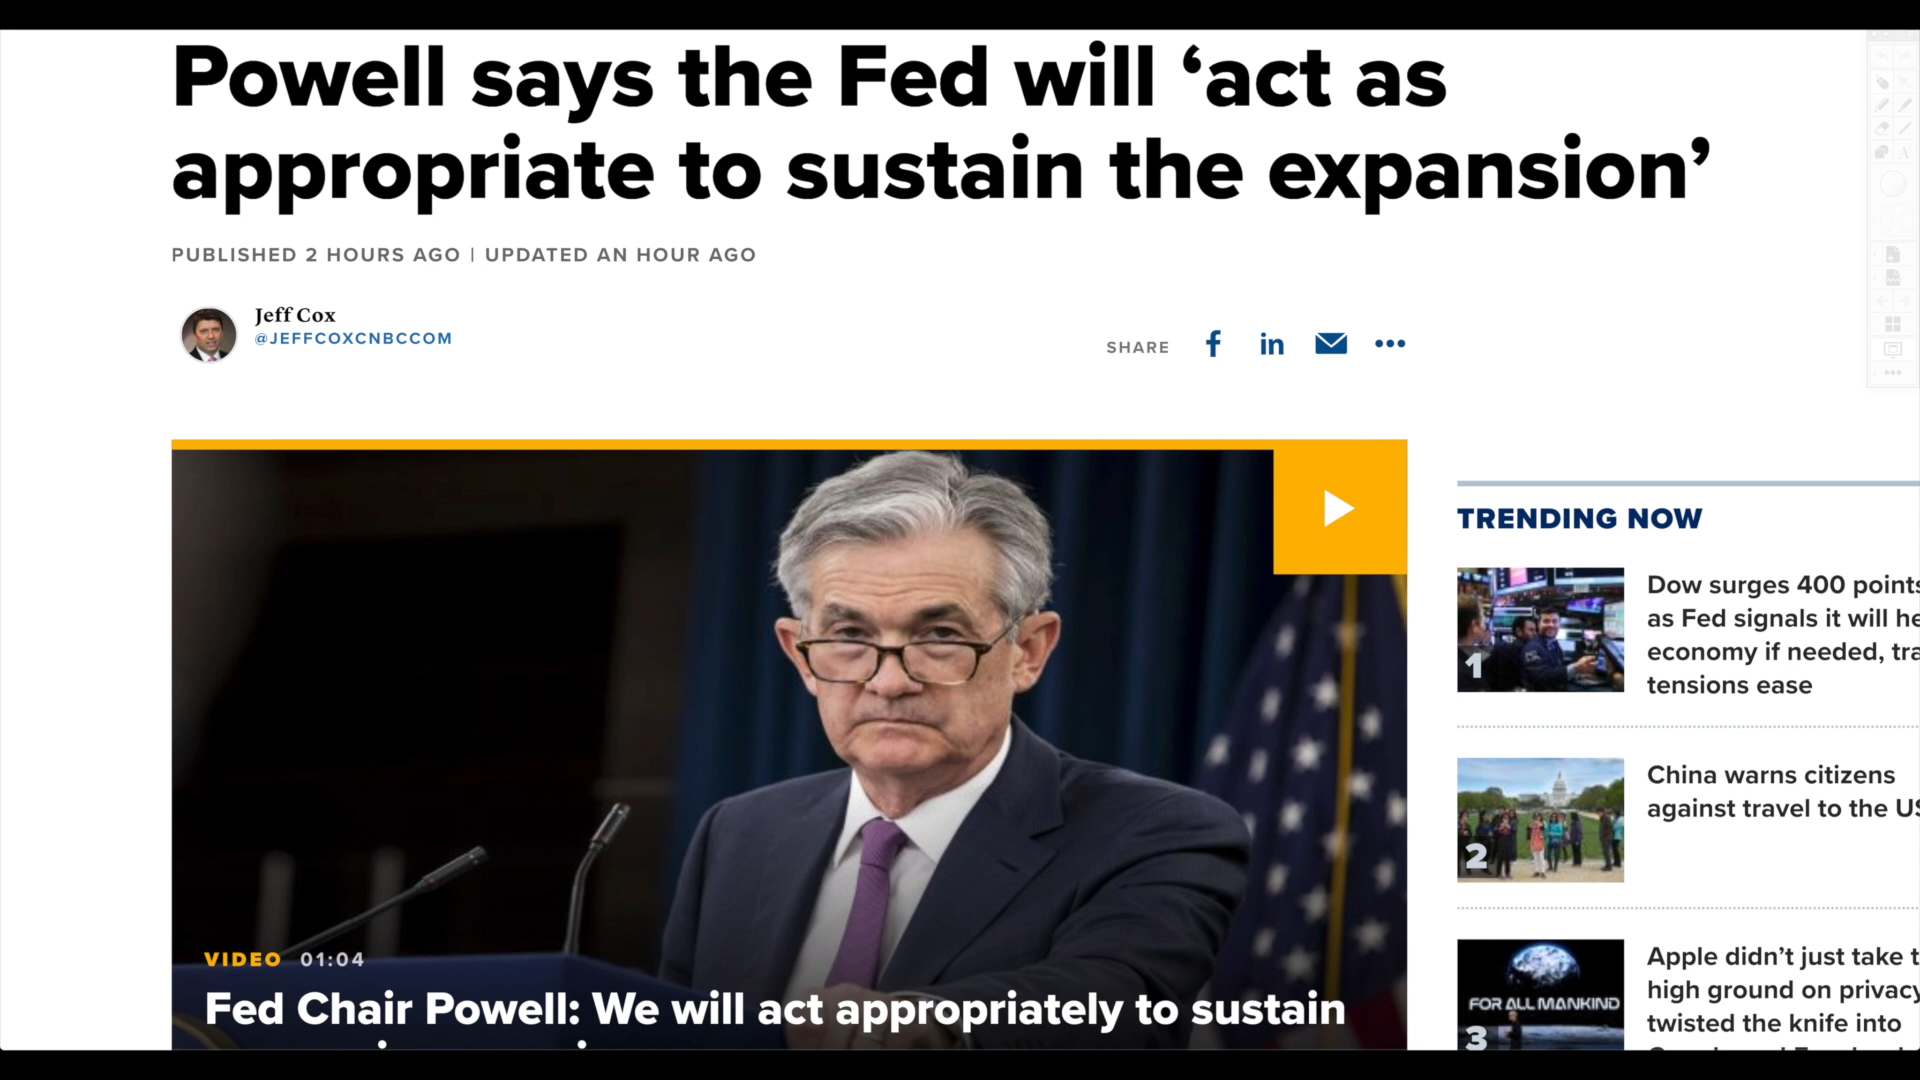 Powell says the Fed will ‘act as
appropriate to sustain the expansion’
PUBLISHED 2 HOURS AGO | UPDATED AN HOUR AGO
Jeff Cox
@JEFFCOXCNBCCOM
SHARE
VIDEO 01:04
Fed Chair Powell: We will act appropriately to sustain
TRENDING NOW
1
Dow surges 400 points
as Fed signals it will he
economy if needed, tra
tensions ease
2
China warns citizens
against travel to the US
FOR ALL MANKIND
3
Apple didn’t just take t
high ground on privacy
twisted the knife into